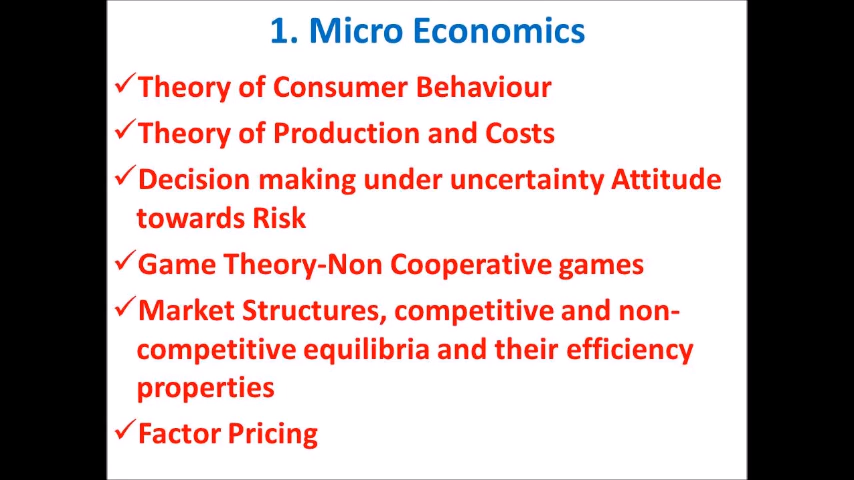 1. Micro Economics
✓Theory of Consumer Behaviour
✓Theory of Production and Costs
✓Decision making under uncertainty Attitude
towards Risk
✓Game Theory-Non Cooperative games
✓Market Structures, competitive and non-
competitive equilibria and their efficiency
properties
✓Factor Pricing